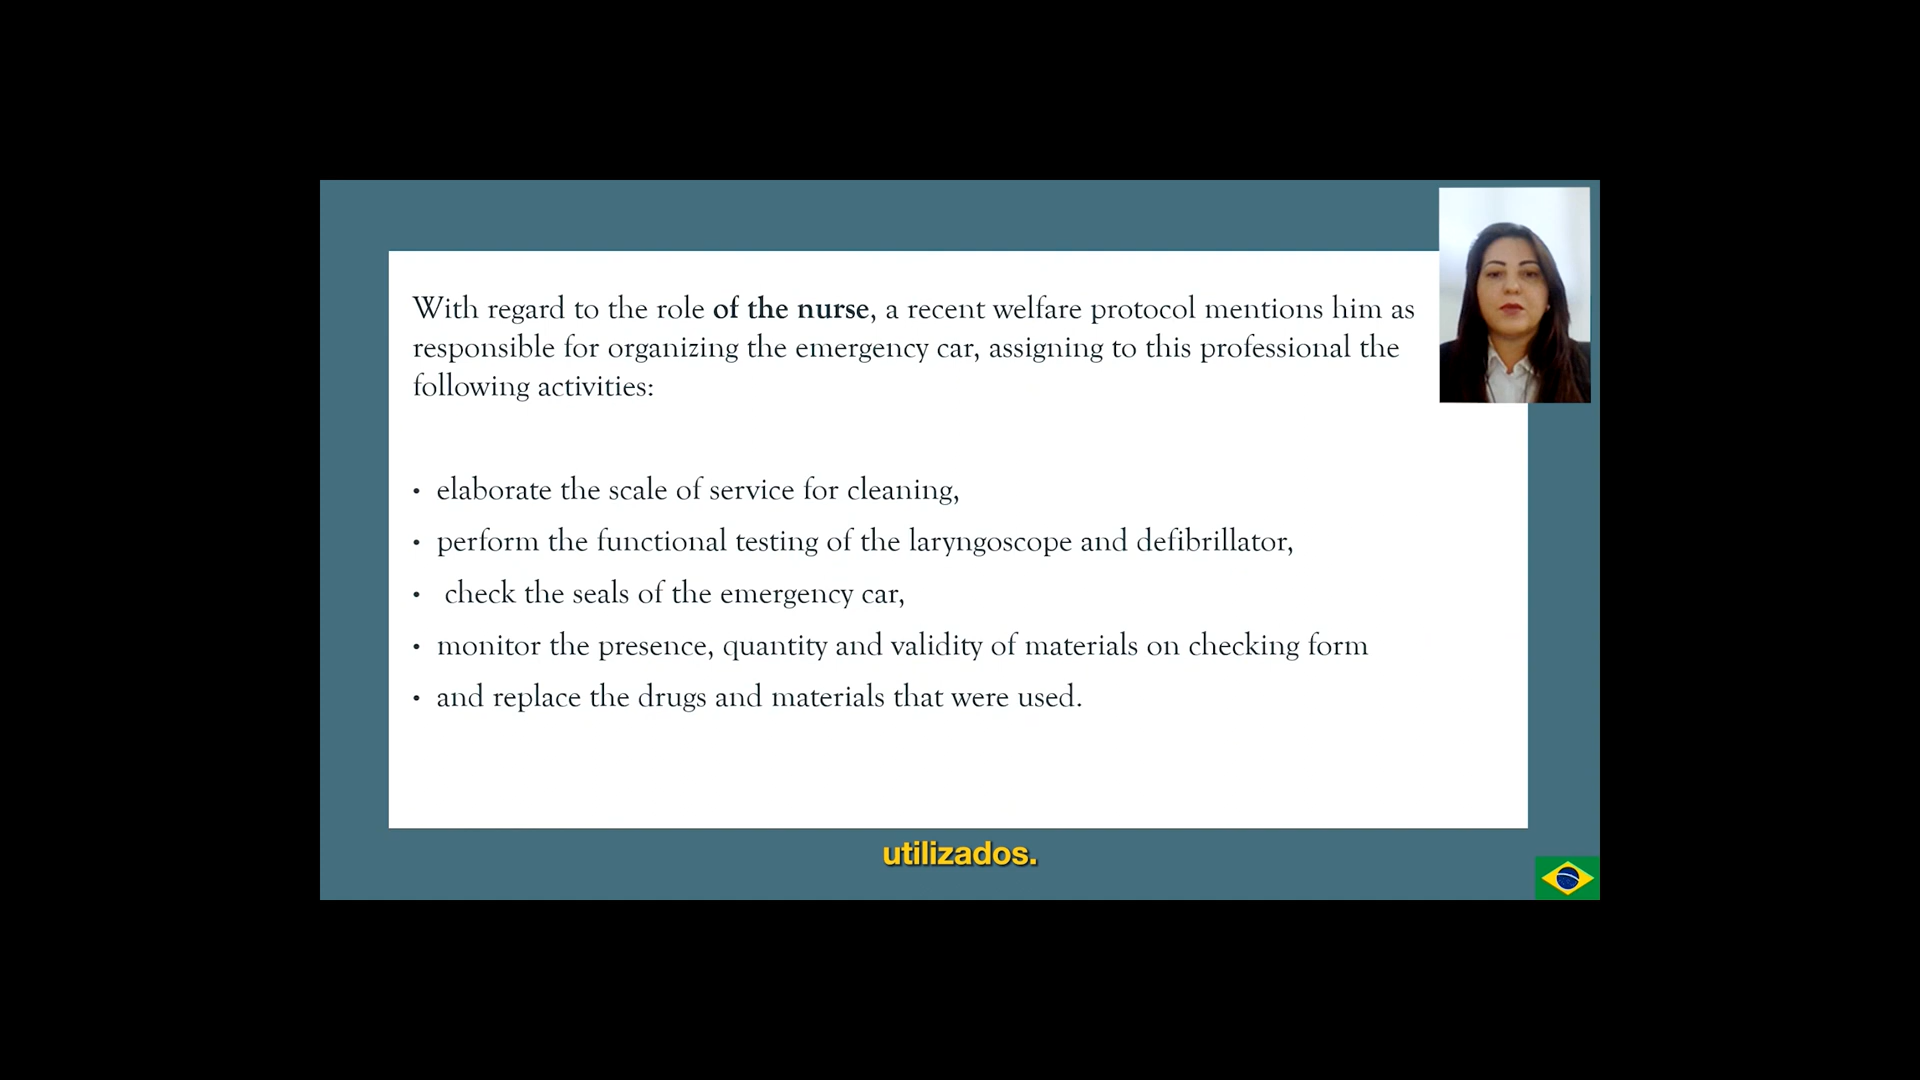 With regard to the role of the nurse, a recent welfare protocol mentions him as
responsible for organizing the emergency car, assigning to this professional the
following activities:
• elaborate the scale of service for cleaning,
• perform the functional testing of the laryngoscope and defibrillator,
• check the seals of the emergency car,
• monitor the presence, quantity and validity of materials on checking form
• and replace the drugs and materials that were used.
utilizados.